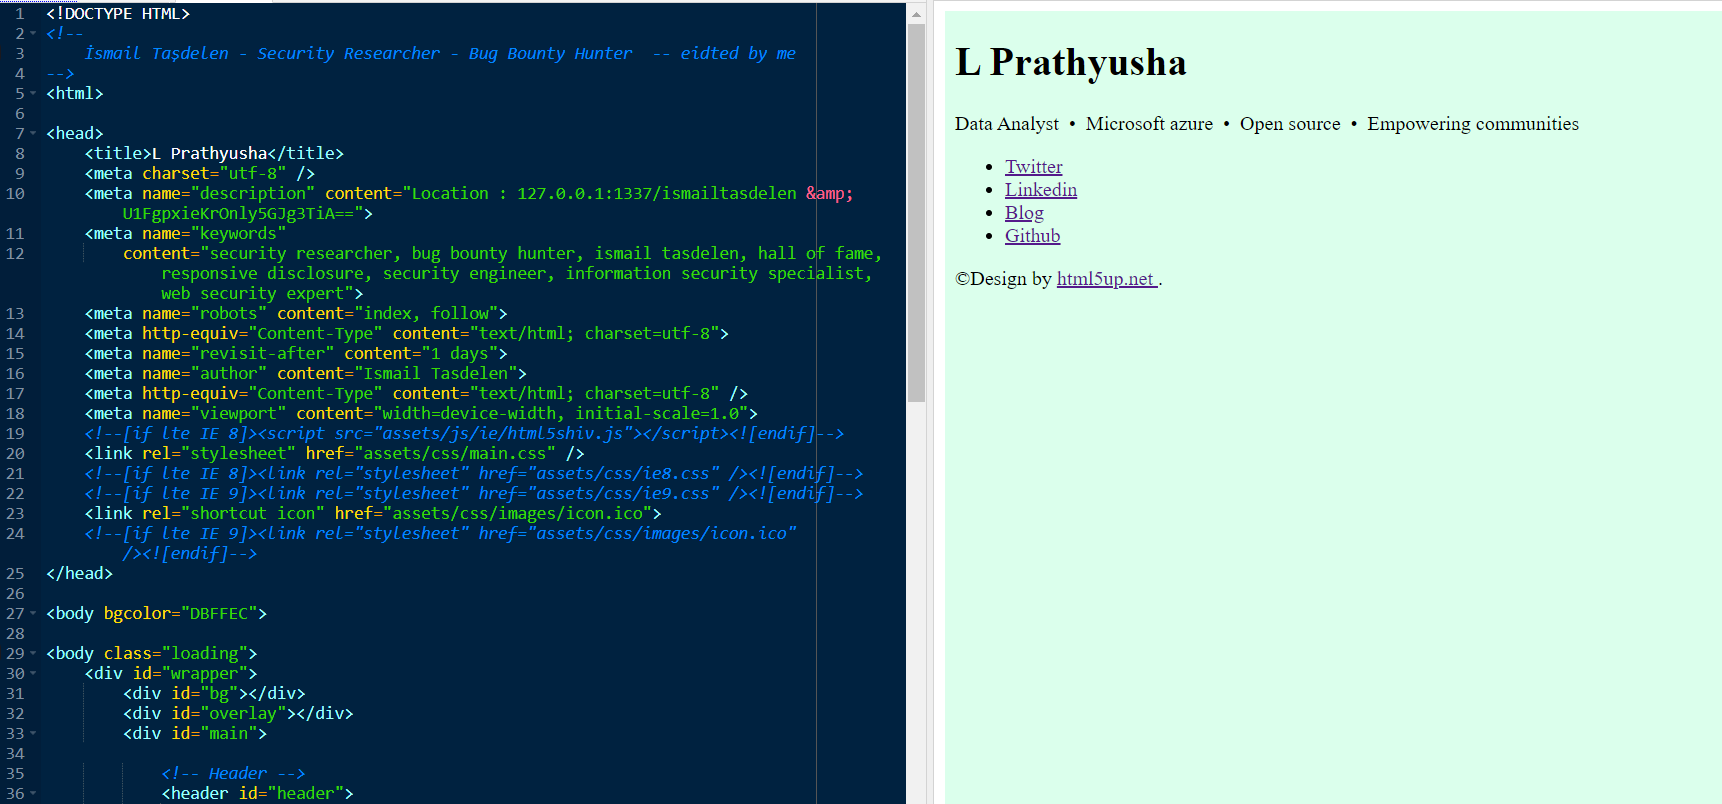 1 <!DOCTYPE HTML>
2 <!--
3 İsmail Taşdelen - Security Researcher - Bug Bounty Hunter  -- eidted by me
4 -->
5 <html>
6
7 <head>
8 <title>L Prathyusha</title>
9 <meta charset="utf-8" />
10 <meta name="description" content="Location : 127.0.0.1:1337/ismailtasdelen &amp;
U1FgpxieKrOnly5GJg3TiA==">
11 <meta name="keywords"
12 content="security researcher, bug bounty hunter, ismail tasdelen, hall of fame,
responsive disclosure, security engineer, information security specialist,
web security expert">
13 <meta name="robots" content="index, follow">
14 <meta http-equiv="Content-Type" content="text/html; charset=utf-8">
15 <meta name="revisit-after" content="1 days">
16 <meta name="author" content="Ismail Tasdelen">
17 <meta http-equiv="Content-Type" content="text/html; charset=utf-8" />
18 <meta name="viewport" content="width=device-width, initial-scale=1.0">
19 <!--[if lte IE 8]><script src="assets/js/ie/html5shiv.js"></script><![endif]-->
20 <link rel="stylesheet" href="assets/css/main.css" />
21 <!--[if lte IE 8]><link rel="stylesheet" href="assets/css/ie8.css" /><![endif]-->
22 <!--[if lte IE 9]><link rel="stylesheet" href="assets/css/ie9.css" /><![endif]-->
23 <link rel="shortcut icon" href="assets/css/images/icon.ico">
24 <!--[if lte IE 9]><link rel="stylesheet" href="assets/css/images/icon.ico"
/><![endif]-->
25 </head>
26
27 <body bgcolor="DBFFEC">
28
29 <body class="loading">
30 <div id="wrapper">
31 <div id="bg"></div>
32 <div id="overlay"></div>
33 <div id="main">
34
35 <!-- Header -->
36 <header id="header">
L Prathyusha
Data Analyst • Microsoft azure • Open source • Empowering communities
• Twitter
• Linkedin
• Blog
• Github
©Design by html5up.net .